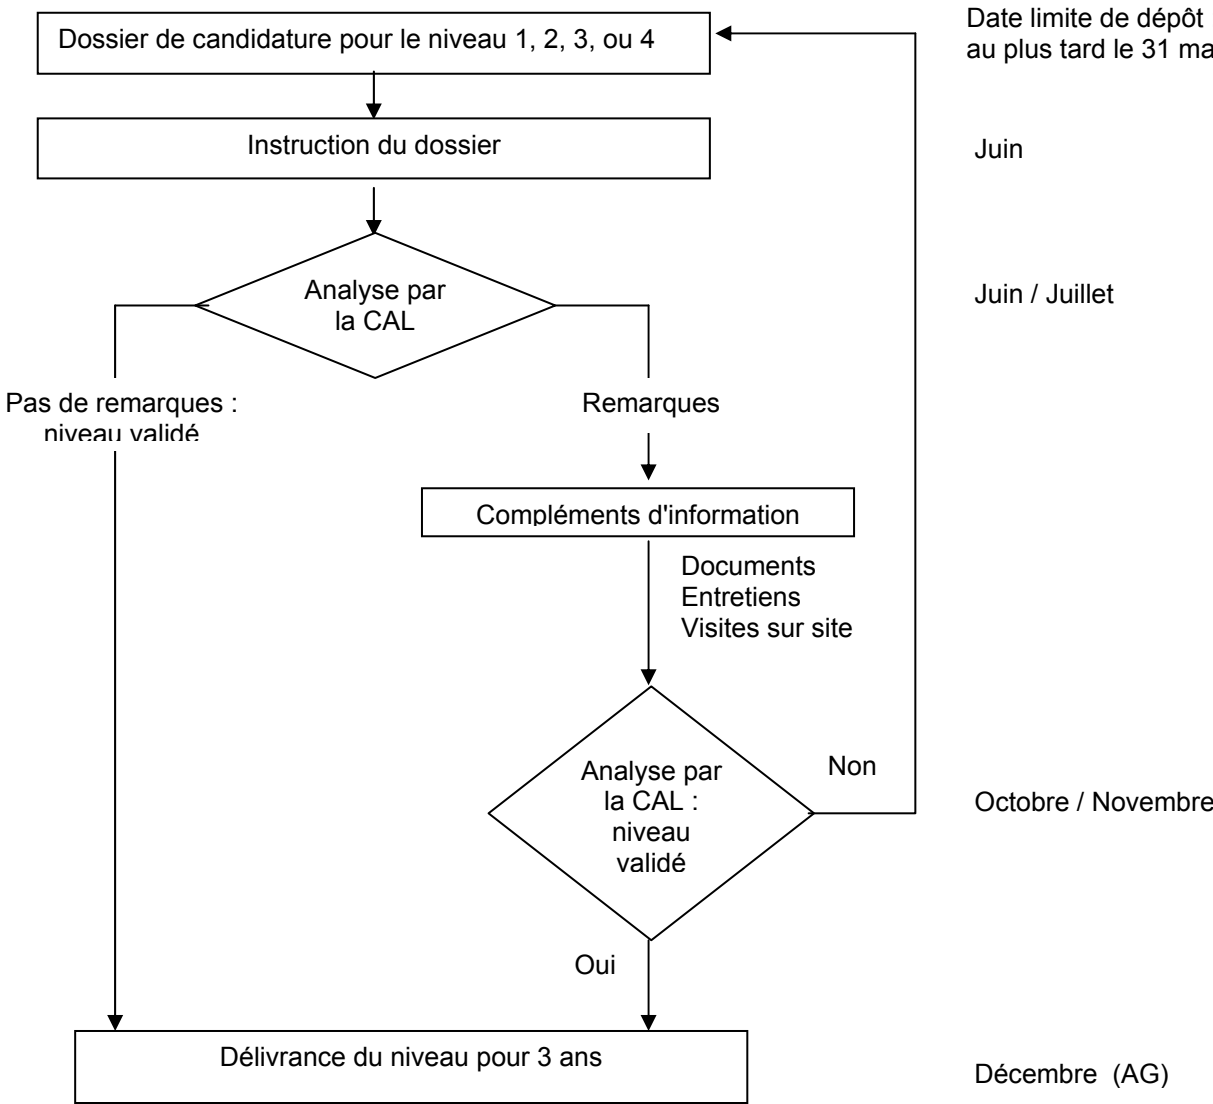 Date limite de dépôt
Dossier de candidature pour le niveau 1, 2, 3, ou 4
au plus tard le 31
Instruction du dossier
Juin
Analyse par
la CAL
Juin / Juillet
Pas de remarques :
niveau validé
Remarques
Compléments d'information
Documents
Entretiens
Visites sur site
Non
Analyse par
la CAL :
niveau
validé
Octobre / Novembre
Oui
Délivrance du niveau pour 3 ans
Décembre (AG)